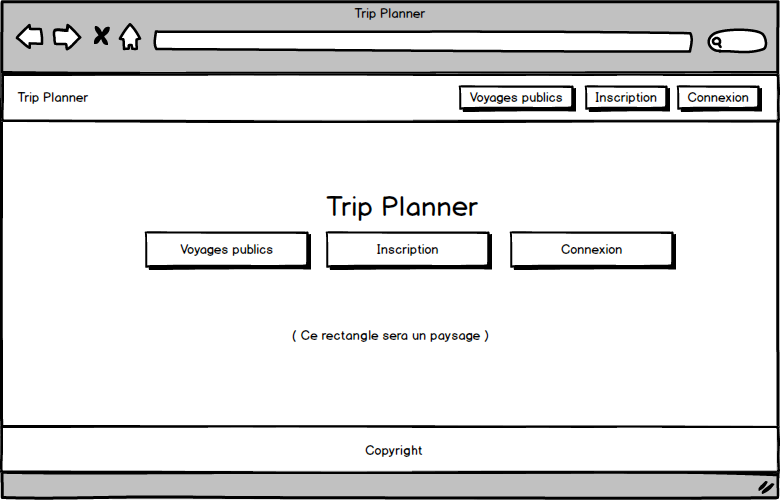 Trip Planner
Trip Planner
Voyages publics
Inscription
Connexion
Trip Planner
Voyages publics
Inscription
Connexion
( Ce rectangle sera un paysage )
Copyright